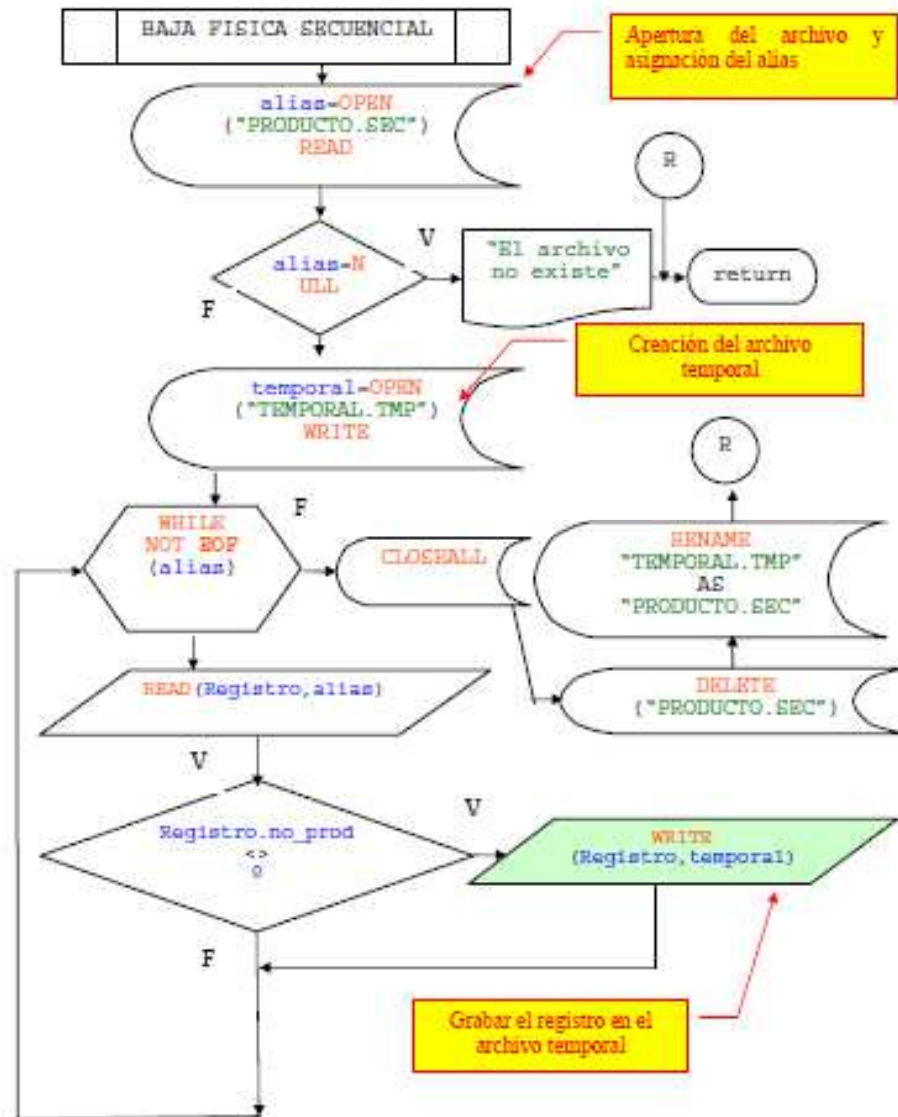 BAJA FISICA SECUENCIAL
Apertura del archivo y
asignación del alias
alias=OPEN
("PRODUCTO.SEC")
READ
R
alias=N
ULL
V
"El archivo
no existe"
return
F
Creación del archivo
temporal
temporal=OPEN
("TEMPORAL.TMP")
WRITE
R
WHILE
NOT EOF
(alias)
F
CLOSEALL
RENAME
"TEMPORAL.TMP"
AS
"PRODUCTO.SEC"
READ(Registro,alias)
DELETE
("PRODUCTO.SEC")
V
Registro.no_prod
<>
0
V
WRITE
(Registro,temporal)
F
Grabar el registro en el
archivo temporal